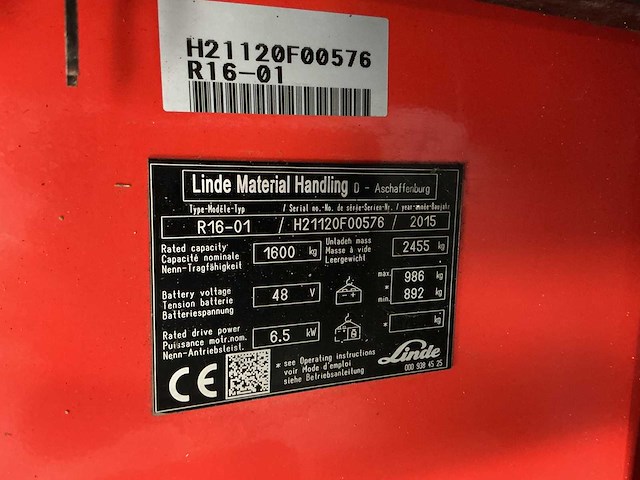 H21120F00576
R16-01
Linde Material Handling D - Aschaffenburg
Type-Modèle-Typ / Serial no.-No. de série-Serien-Nr. / year-année-Baujahr
R16-01 / H21120F00576 / 2015
Rated capacity
Capacité nominale
Nenn-Tragfähigkeit
1600 kg
Unladen mass
Masse à vide
Leergewicht
2455 kg
Battery voltage
Tension batterie
Batteriespannung
48 V
- +
max. 986 kg
*
min. 892 kg
Rated drive power
Puissance motr.nom.
Nenn-Antriebsleist.
6.5 kW
* kg
CE
* see Operating instructions
voir Mode d'emploi
siehe Betriebsanleitung
Linde
000 908 45 25